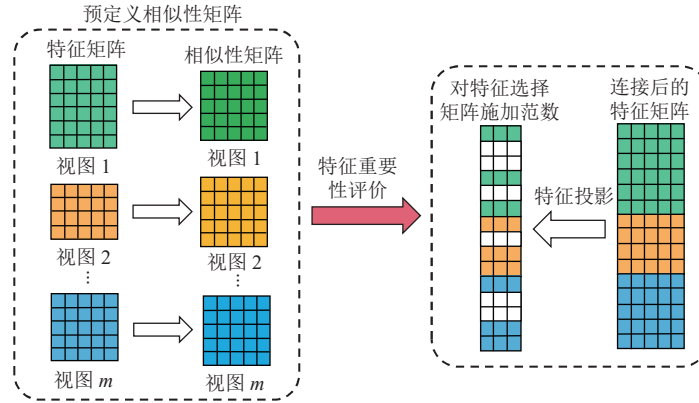 预定义相似性矩阵
特征矩阵
相似性矩阵
视图 1
视图 1
视图 2
视图 2
⋮
⋮
视图 m
视图 m
特征重要
性评价
对特征选择
矩阵施加范数
连接后的
特征矩阵
特征投影